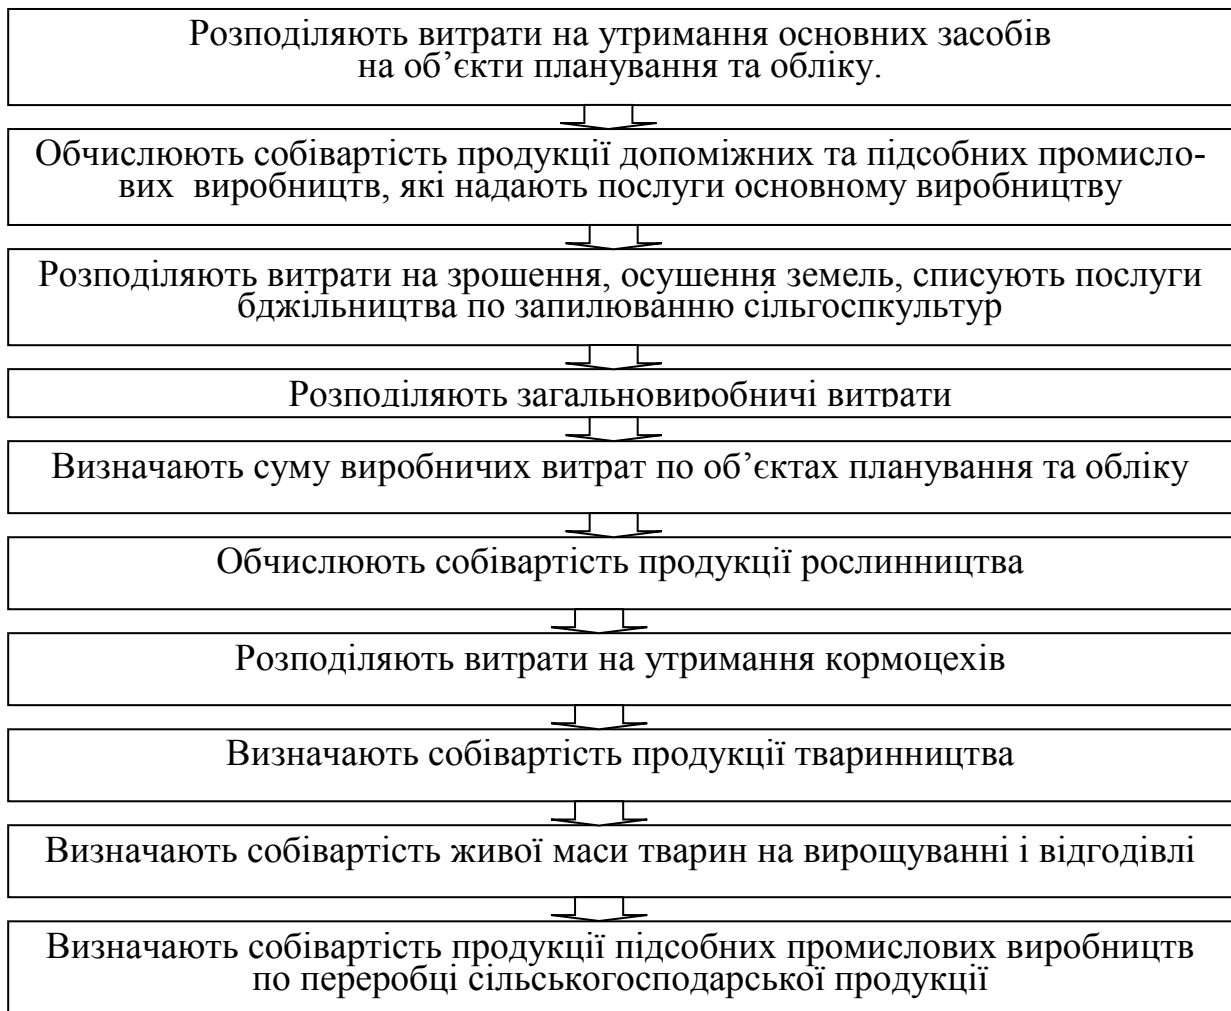 Розподіляють витрати на утримання основних засобів
на об’єкти планування та обліку.
Обчислюють собівартість продукції допоміжних та підсобних промисло-
вих виробництв, які надають послуги основному виробництву
Розподіляють витрати на зрошення, осушення земель, списують послуги
бджільництва по запилюванню сільгоспкультур
Розподіляють загальновиробничі витрати
Визначають суму виробничих витрат по об’єктах планування та обліку
Обчислюють собівартість продукції рослинництва
Розподіляють витрати на утримання кормоцехів
Визначають собівартість продукції тваринництва
Визначають собівартість живої маси тварин на вирощуванні і відгодівлі
Визначають собівартість продукції підсобних промислових виробництв
по переробці сільськогосподарської продукції